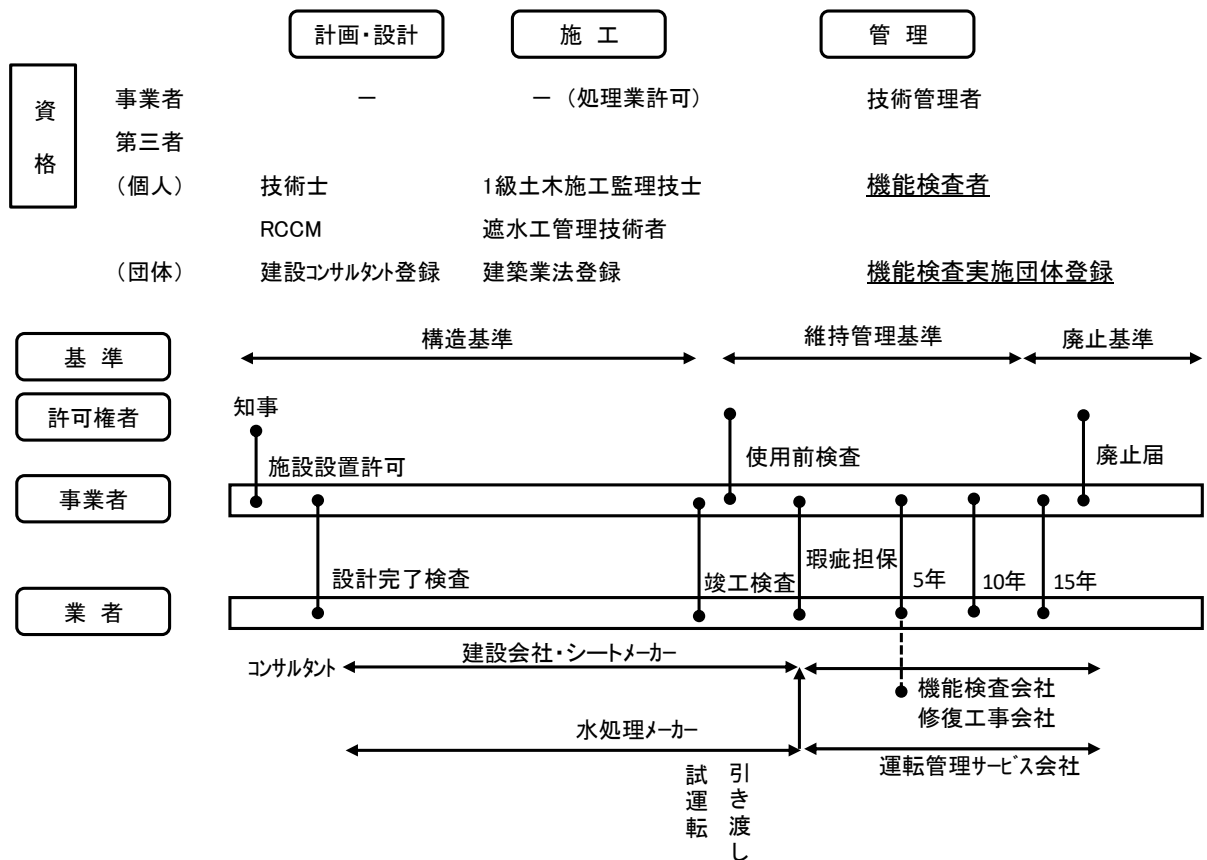 計画・設計 施 工 管 理
資格
事業者 － －（処理業許可） 技術管理者
第三者
（個人） 技術士 1級土木施工監理技士 機能検査者
RCCM 遮水工管理技術者
（団体） 建設コンサルタント登録 建築業法登録 機能検査実施団体登録
基 準 構造基準 維持管理基準 廃止基準
許可権者 知事
施設設置許可 使用前検査 廃止届
事業者
設計完了検査 竣工検査 瑕疵担保 5年 10年 15年
業 者
コンサルタント 建設会社・シートメーカー
機能検査会社
修復工事会社
水処理メーカー
運転管理サービス会社
試運転
引き渡し